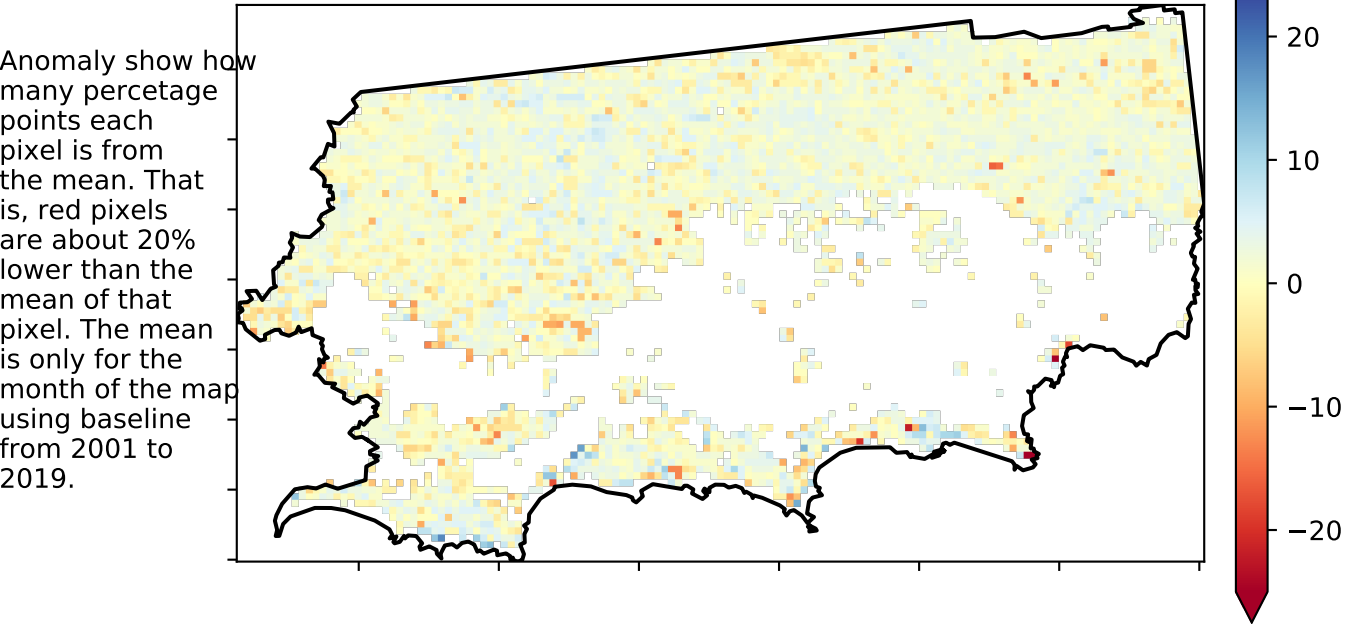 Anomaly show how
many percetage
points each
pixel is from
the mean. That
is, red pixels
are about 20%
lower than the
mean of that
pixel. The mean
is only for the
month of the map
using baseline
from 2001 to
2019.
20
10
0
−10
−20